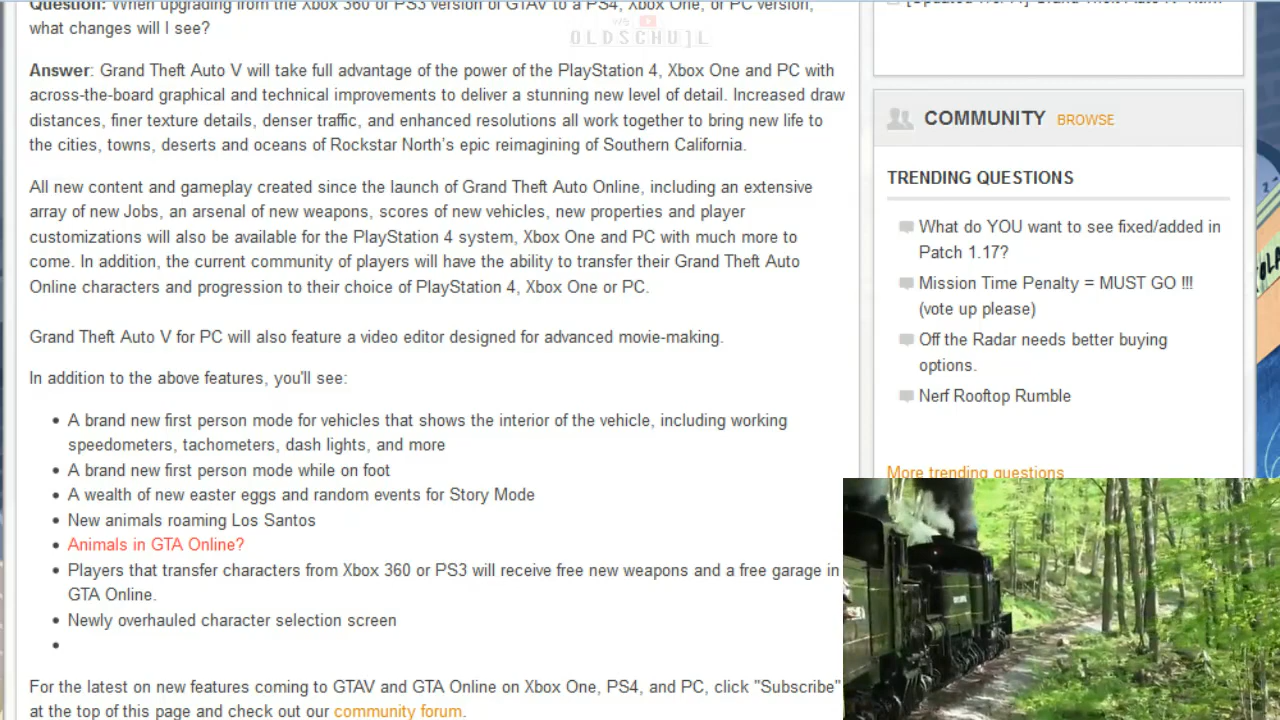 Question: When upgrading from the Xbox 360 or PS3 version of GTAV to a PS4, Xbox One, or PC version,
what changes will I see?
we
OLDSCHU]L
Answer: Grand Theft Auto V will take full advantage of the power of the PlayStation 4, Xbox One and PC with
across-the-board graphical and technical improvements to deliver a stunning new level of detail. Increased draw
distances, finer texture details, denser traffic, and enhanced resolutions all work together to bring new life to
the cities, towns, deserts and oceans of Rockstar North's epic reimagining of Southern California.
All new content and gameplay created since the launch of Grand Theft Auto Online, including an extensive
array of new Jobs, an arsenal of new weapons, scores of new vehicles, new properties and player
customizations will also be available for the PlayStation 4 system, Xbox One and PC with much more to
come. In addition, the current community of players will have the ability to transfer their Grand Theft Auto
Online characters and progression to their choice of PlayStation 4, Xbox One or PC.
Grand Theft Auto V for PC will also feature a video editor designed for advanced movie-making.
In addition to the above features, you'll see:
• A brand new first person mode for vehicles that shows the interior of the vehicle, including working
speedometers, tachometers, dash lights, and more
• A brand new first person mode while on foot
• A wealth of new easter eggs and random events for Story Mode
• New animals roaming Los Santos
• Animals in GTA Online?
• Players that transfer characters from Xbox 360 or PS3 will receive free new weapons and a free garage in
GTA Online.
• Newly overhauled character selection screen
•
For the latest on new features coming to GTAV and GTA Online on Xbox One, PS4, and PC, click "Subscribe"
at the top of this page and check out our community forum.
COMMUNITY BROWSE
TRENDING QUESTIONS
What do YOU want to see fixed/added in
Patch 1.17?
Mission Time Penalty = MUST GO !!!
(vote up please)
Off the Radar needs better buying
options.
Nerf Rooftop Rumble
More trending questions